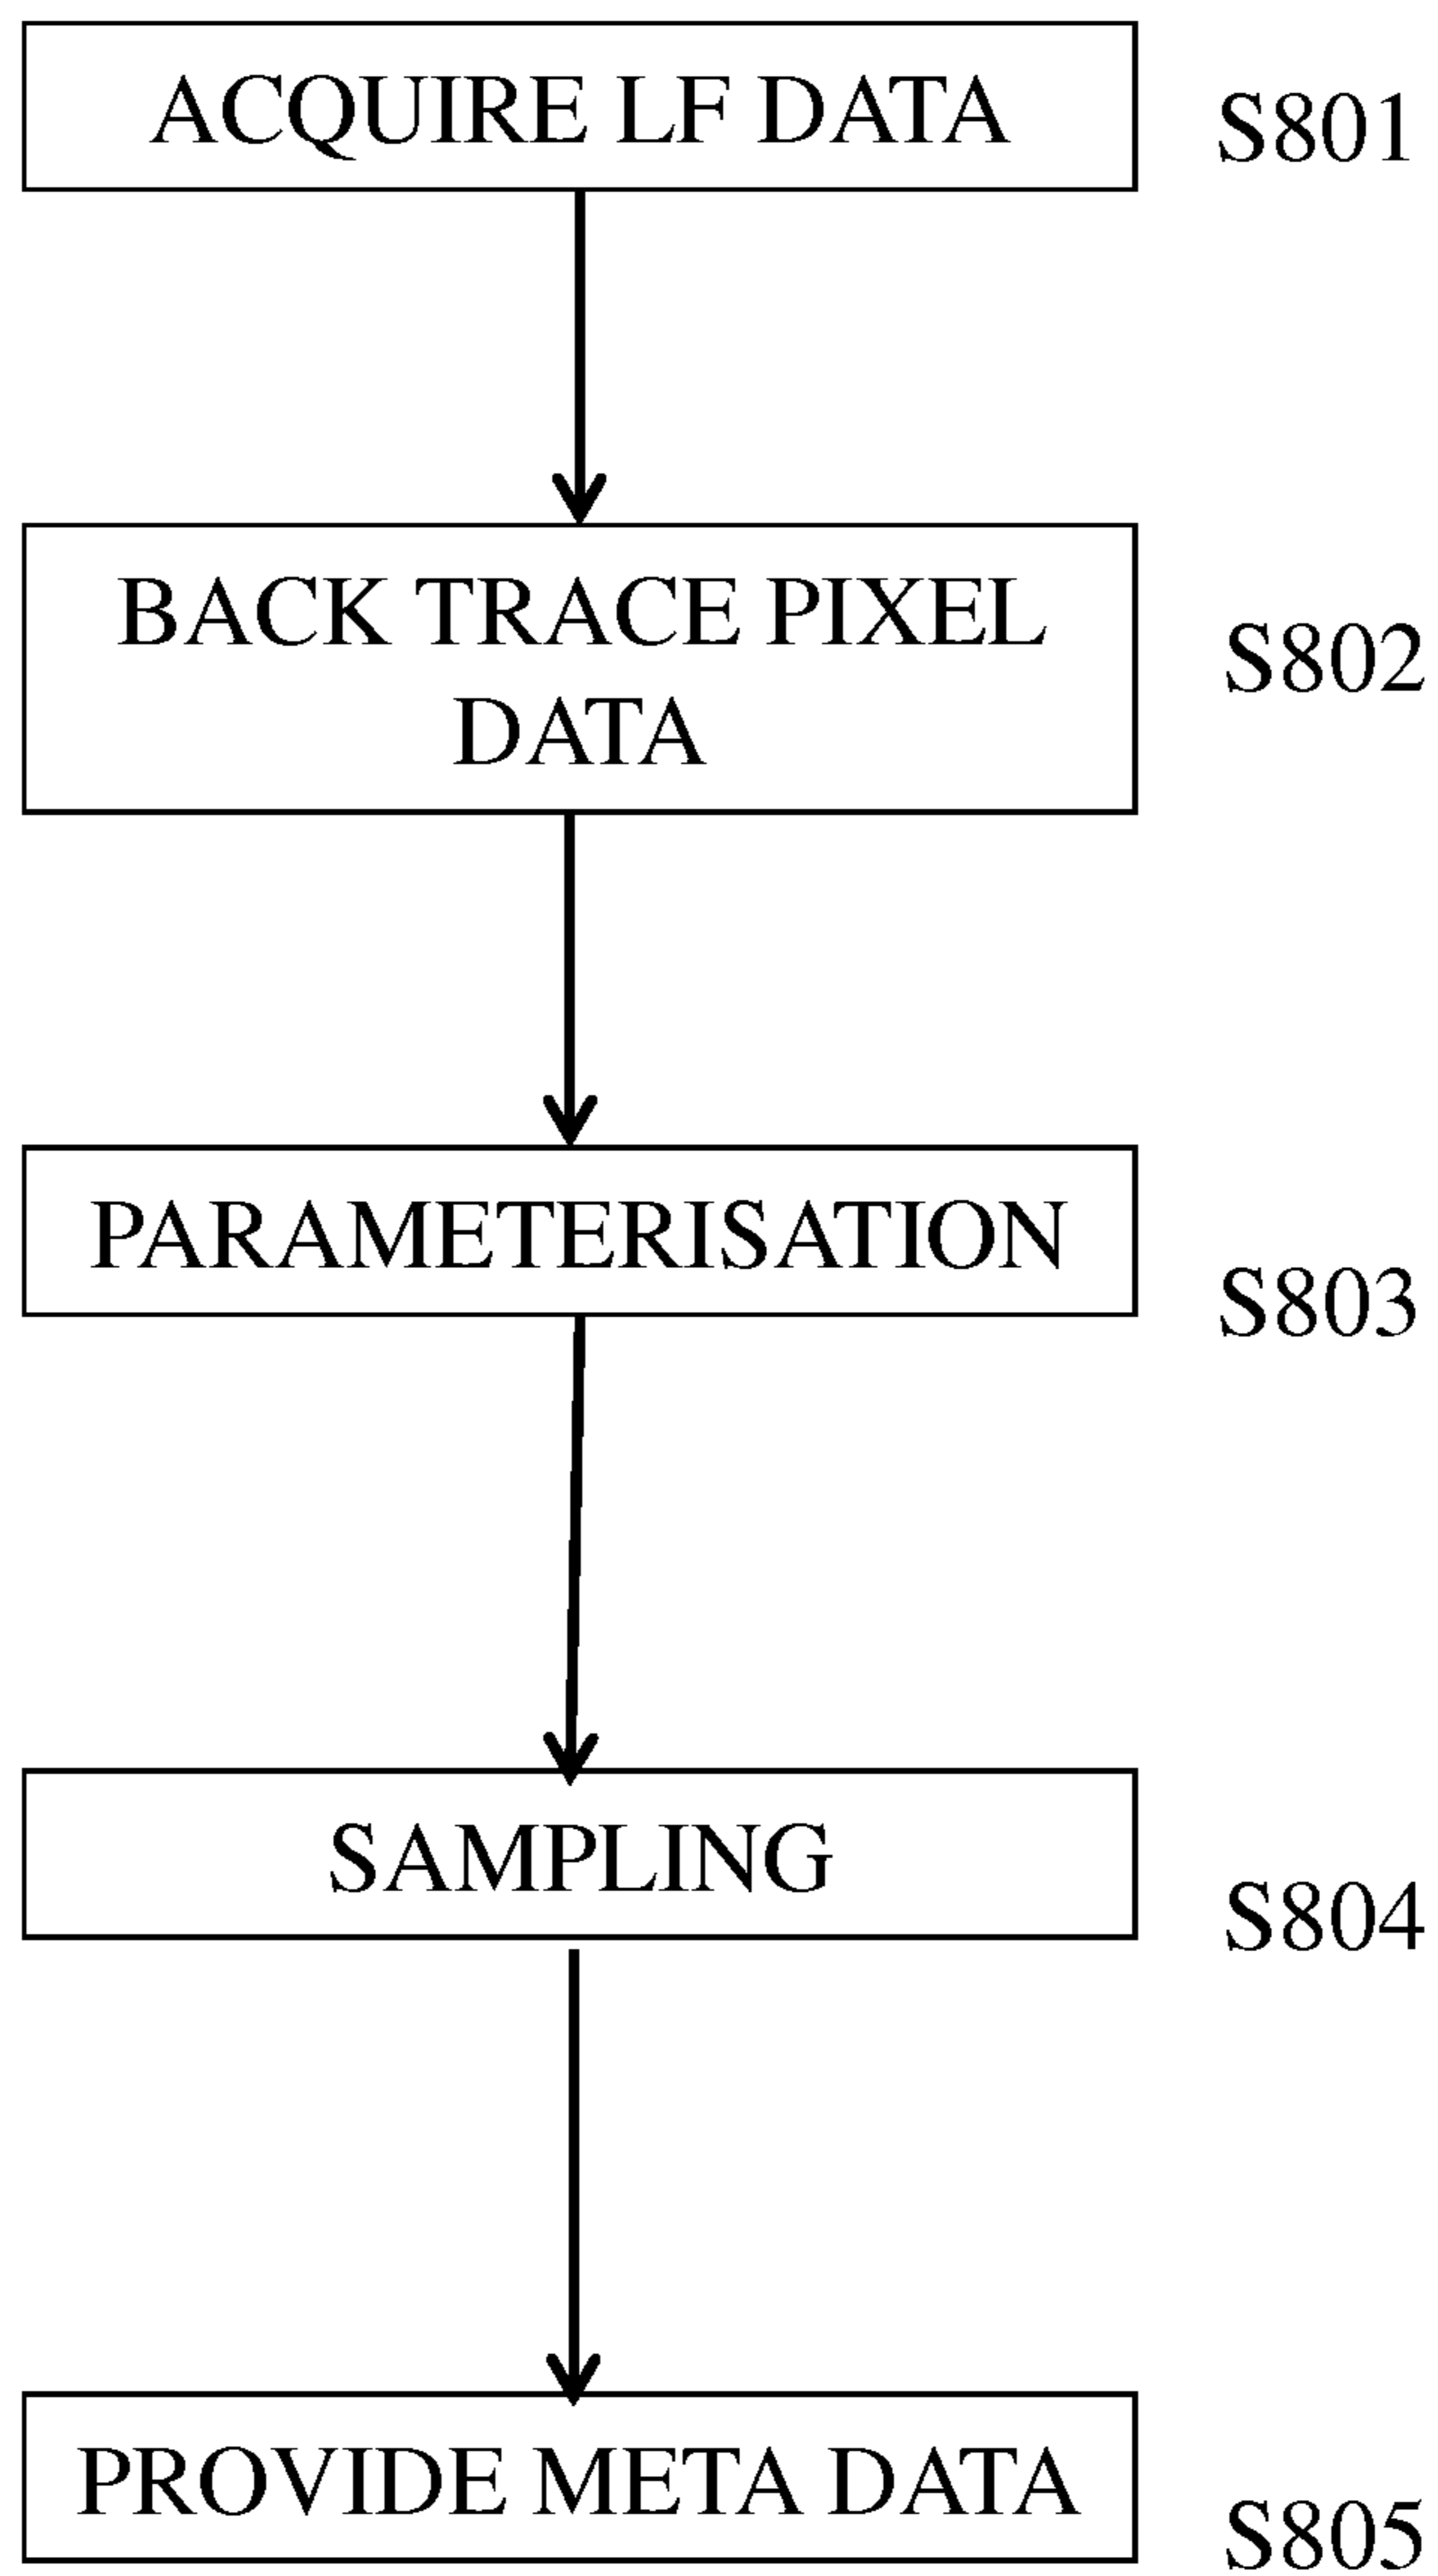 ACQUIRE LF DATA
S801
BACK TRACE PIXEL
DATA
S802
PARAMETERISATION
S803
SAMPLING
S804
PROVIDE META DATA
S805